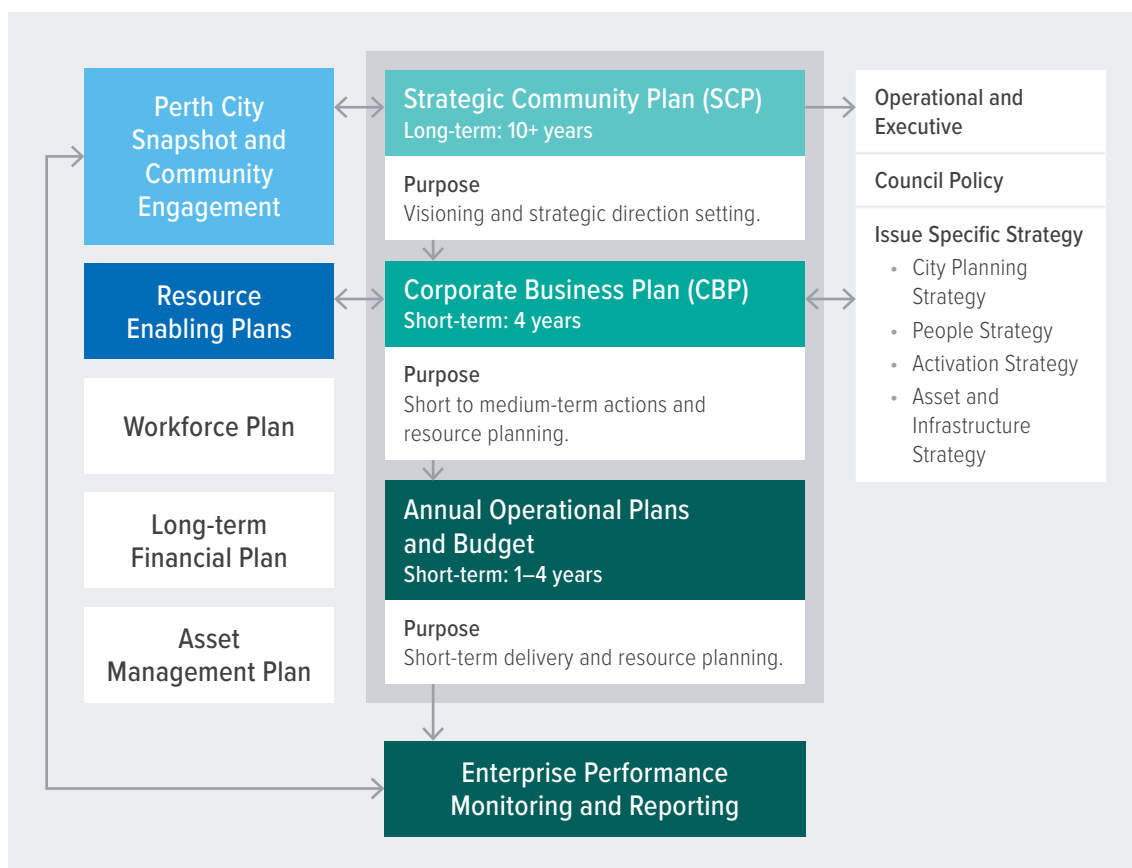 Perth City
Snapshot and
Community
Engagement
Resource
Enabling Plans
Workforce Plan
Long-term
Financial Plan
Asset
Management Plan
Strategic Community Plan (SCP)
Long-term: 10+ years
Purpose
Visioning and strategic direction setting.
Corporate Business Plan (CBP)
Short-term: 4 years
Purpose
Short to medium-term actions and
resource planning.
Annual Operational Plans
and Budget
Short-term: 1–4 years
Purpose
Short-term delivery and resource planning.
Enterprise Performance
Monitoring and Reporting
Operational and
Executive
Council Policy
Issue Specific Strategy
• City Planning
Strategy
• People Strategy
• Activation Strategy
• Asset and
Infrastructure
Strategy